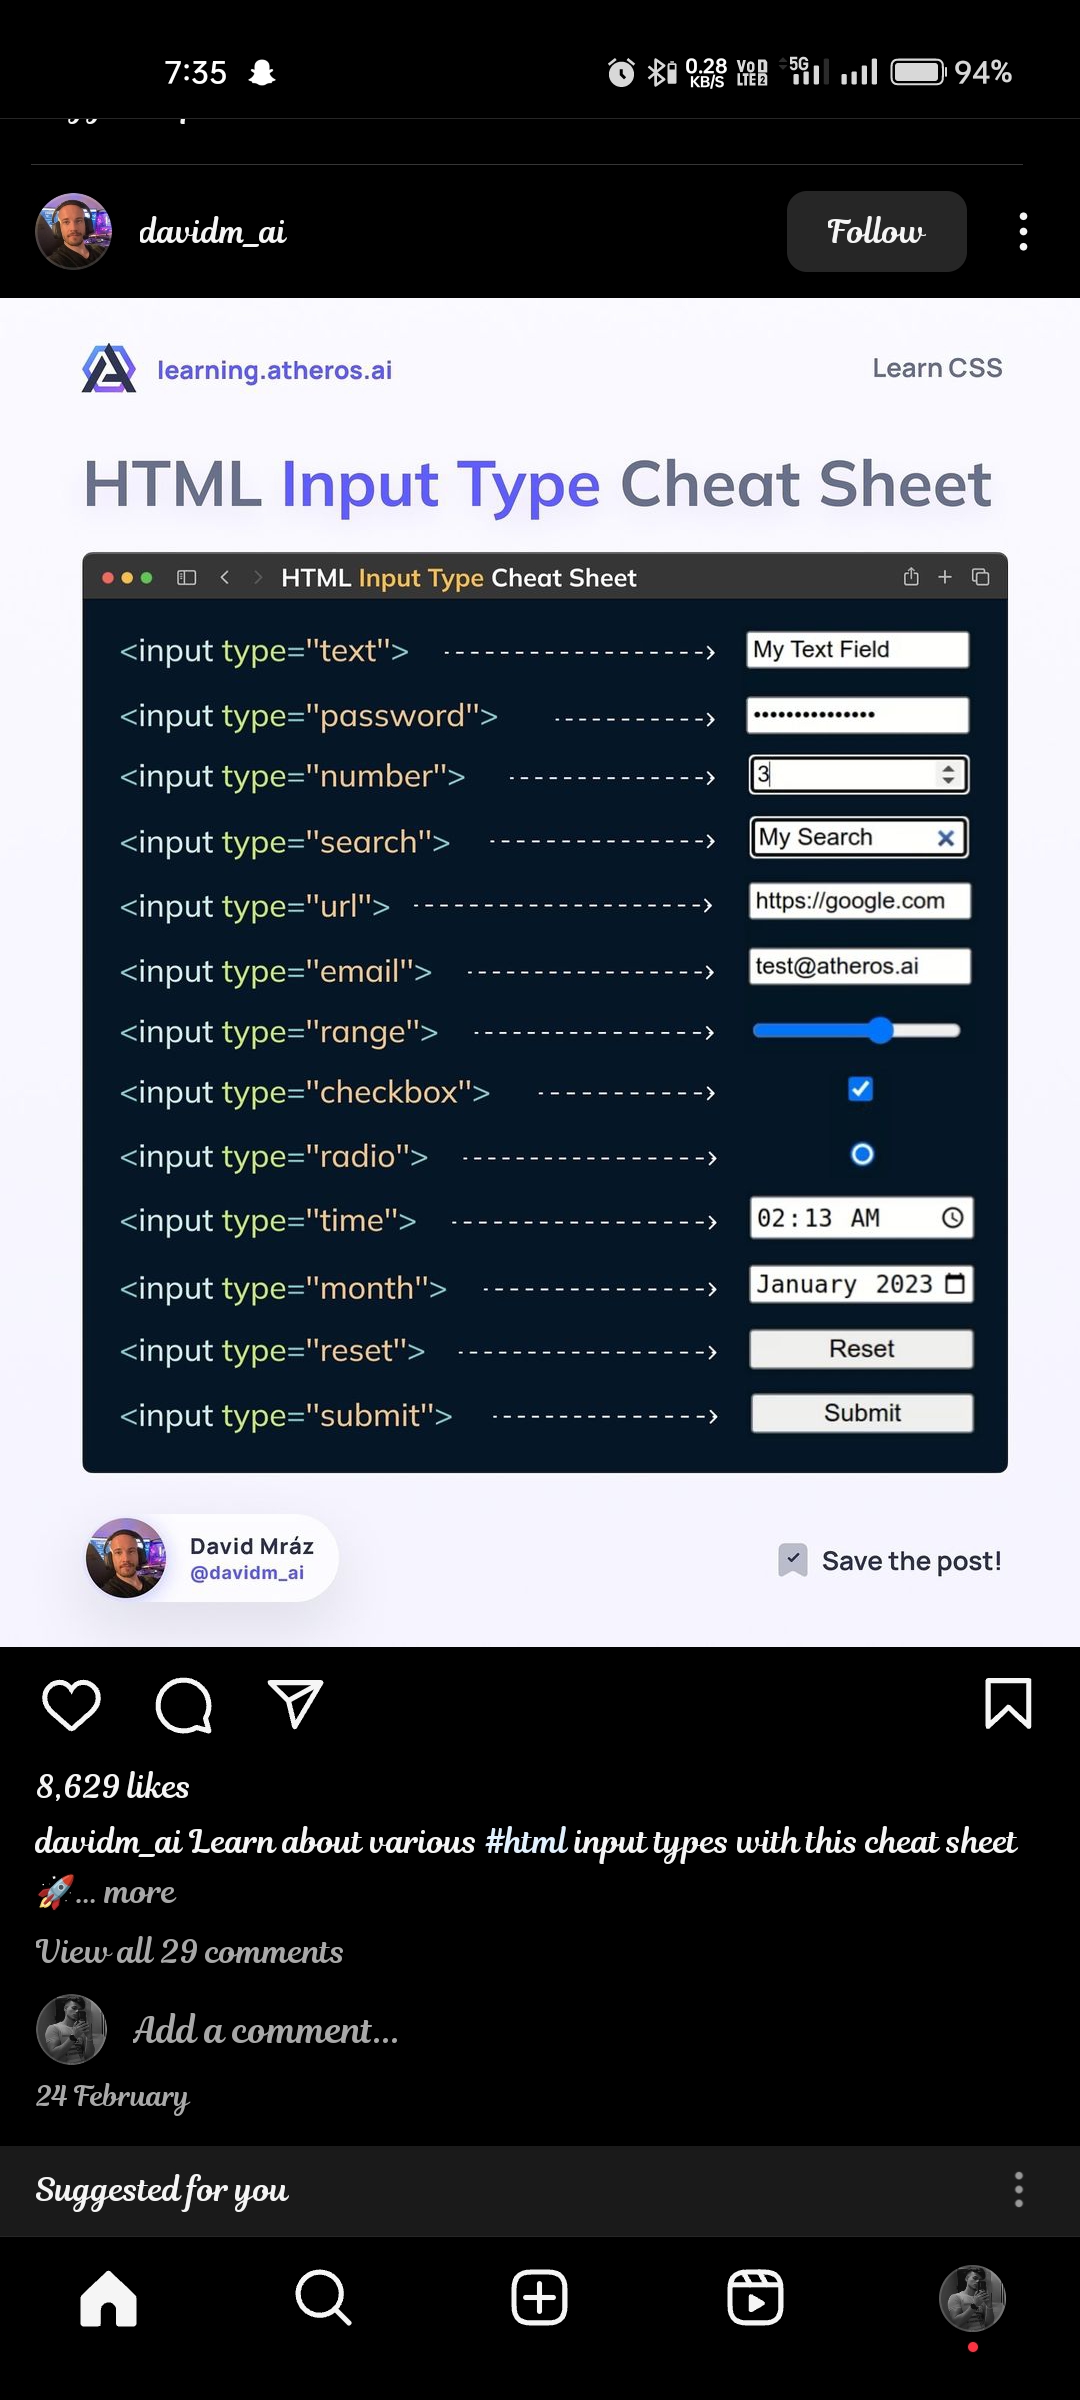 7:35
0.28 KB/S VoD LTE2 5G 94%
davidm_ai
Follow
learning.atheros.ai
Learn CSS
HTML Input Type Cheat Sheet
HTML Input Type Cheat Sheet
<input type="text"> My Text Field
<input type="password"> •••••••••••••••
<input type="number"> 3
<input type="search"> My Search
<input type="url"> https://google.com
<input type="email"> test@atheros.ai
<input type="range">
<input type="checkbox">
<input type="radio">
<input type="time"> 02:13 AM
<input type="month"> January 2023
<input type="reset"> Reset
<input type="submit"> Submit
David Mráz
@davidm_ai
Save the post!
8,629 likes
davidm_ai Learn about various #html input types with this cheat sheet
🚀... more
View all 29 comments
Add a comment...
24 February
Suggested for you